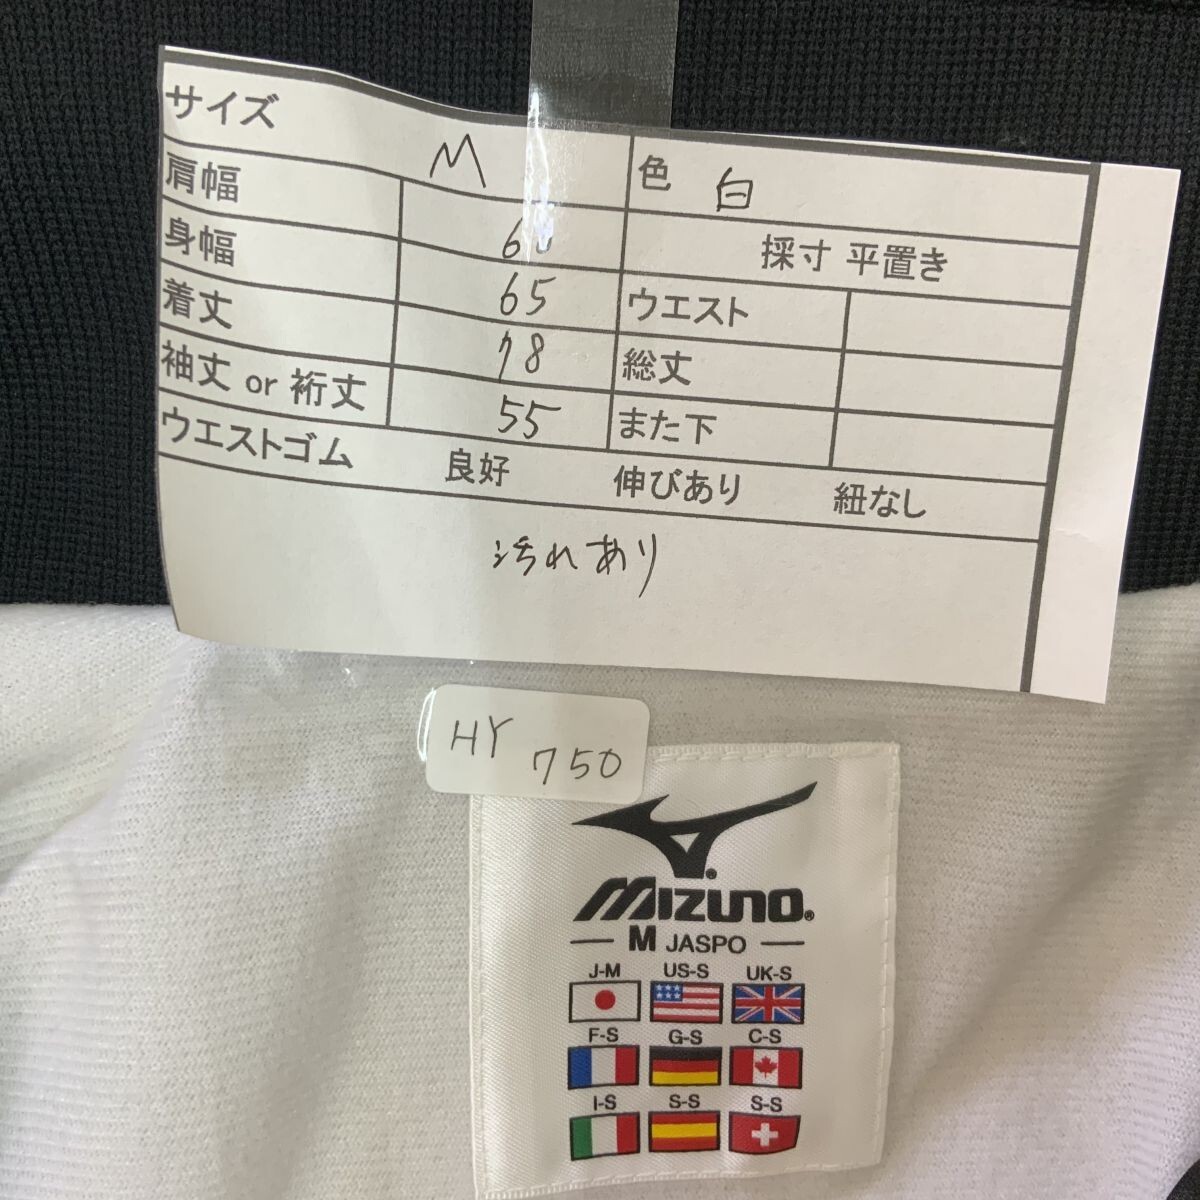 サイズ M 色 白
肩幅 採寸 平置き
身幅 65 ウエスト
着丈 78 総丈
袖丈 or 裄丈 55 また下
ウエストゴム 良好 伸びあり 紐なし
汚れあり
HY 750
MIZUNO
M JASPO
J-M US-S UK-S
F-S G-S C-S
I-S S-S S-S